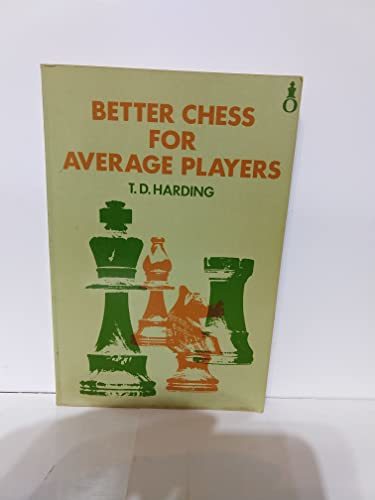 BETTER CHESS
FOR
AVERAGE PLAYERS
T. D. HARDING